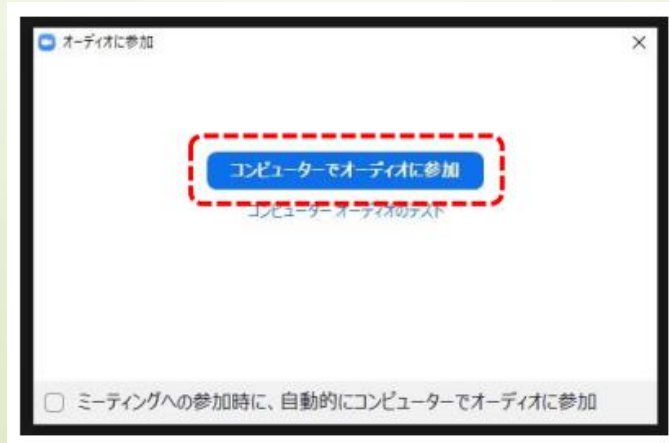 オーディオに参加
コンピューターでオーディオに参加
コンピューター オーディオのテスト
ミーティングへの参加時に、自動的にコンピューターでオーディオに参加